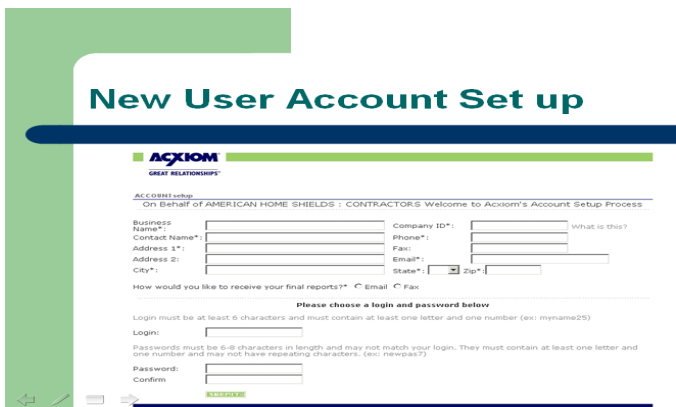 New User Account Set up
ACXIOM
GREAT RELATIONSHIPS
ACCOUNT setup
On Behalf of AMERICAN HOME SHIELDS : CONTRACTORS Welcome to Acxiom's Account Setup Process
Business Name*: Company ID*: What is this?
Contact Name*: Phone*:
Address 1*: Fax:
Address 2: Email*:
City*: State*: Zip*:
How would you like to receive your final reports?* Email Fax
Please choose a login and password below
Login must be at least 6 characters and must contain at least one letter and one number (ex: myname25)
Login:
Passwords must be 6-8 characters in length and may not match your login. They must contain at least one letter and
one number and may not have repeating characters. (ex: newpas7)
Password:
Confirm